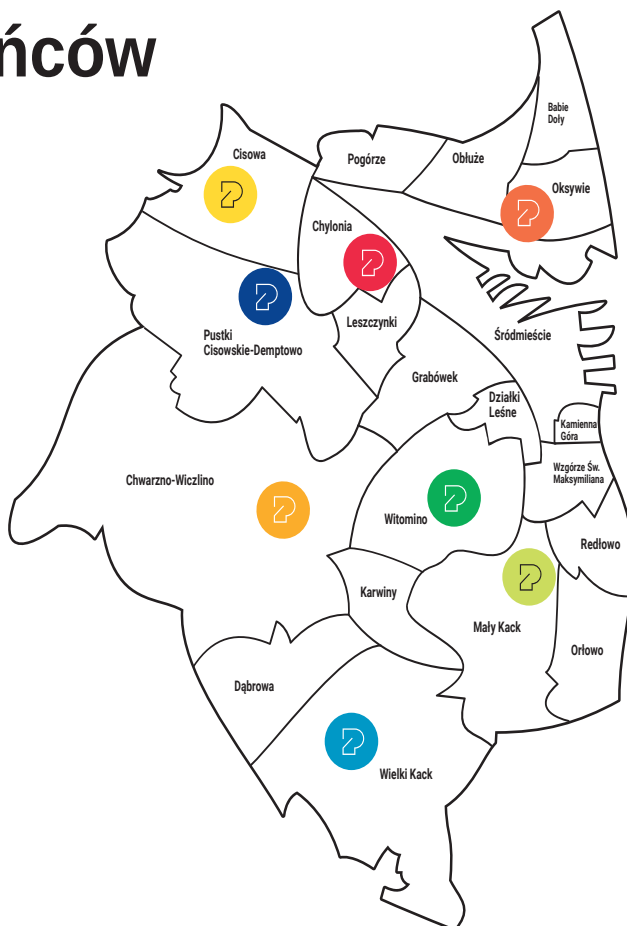 ńców
Babie
Doły
Cisowa
Pogórze
Obłuże
Oksywie
Chylonia
Leszczynki
Śródmieście
Pustki
Cisowskie-Demptowo
Grabówek
Działki
Leśne
Kamienna
Góra
Wzgórze Św.
Maksymiliana
Chwarzno-Wiczlino
Witomino
Redłowo
Karwiny
Mały Kack
Orłowo
Dąbrowa
Wielki Kack